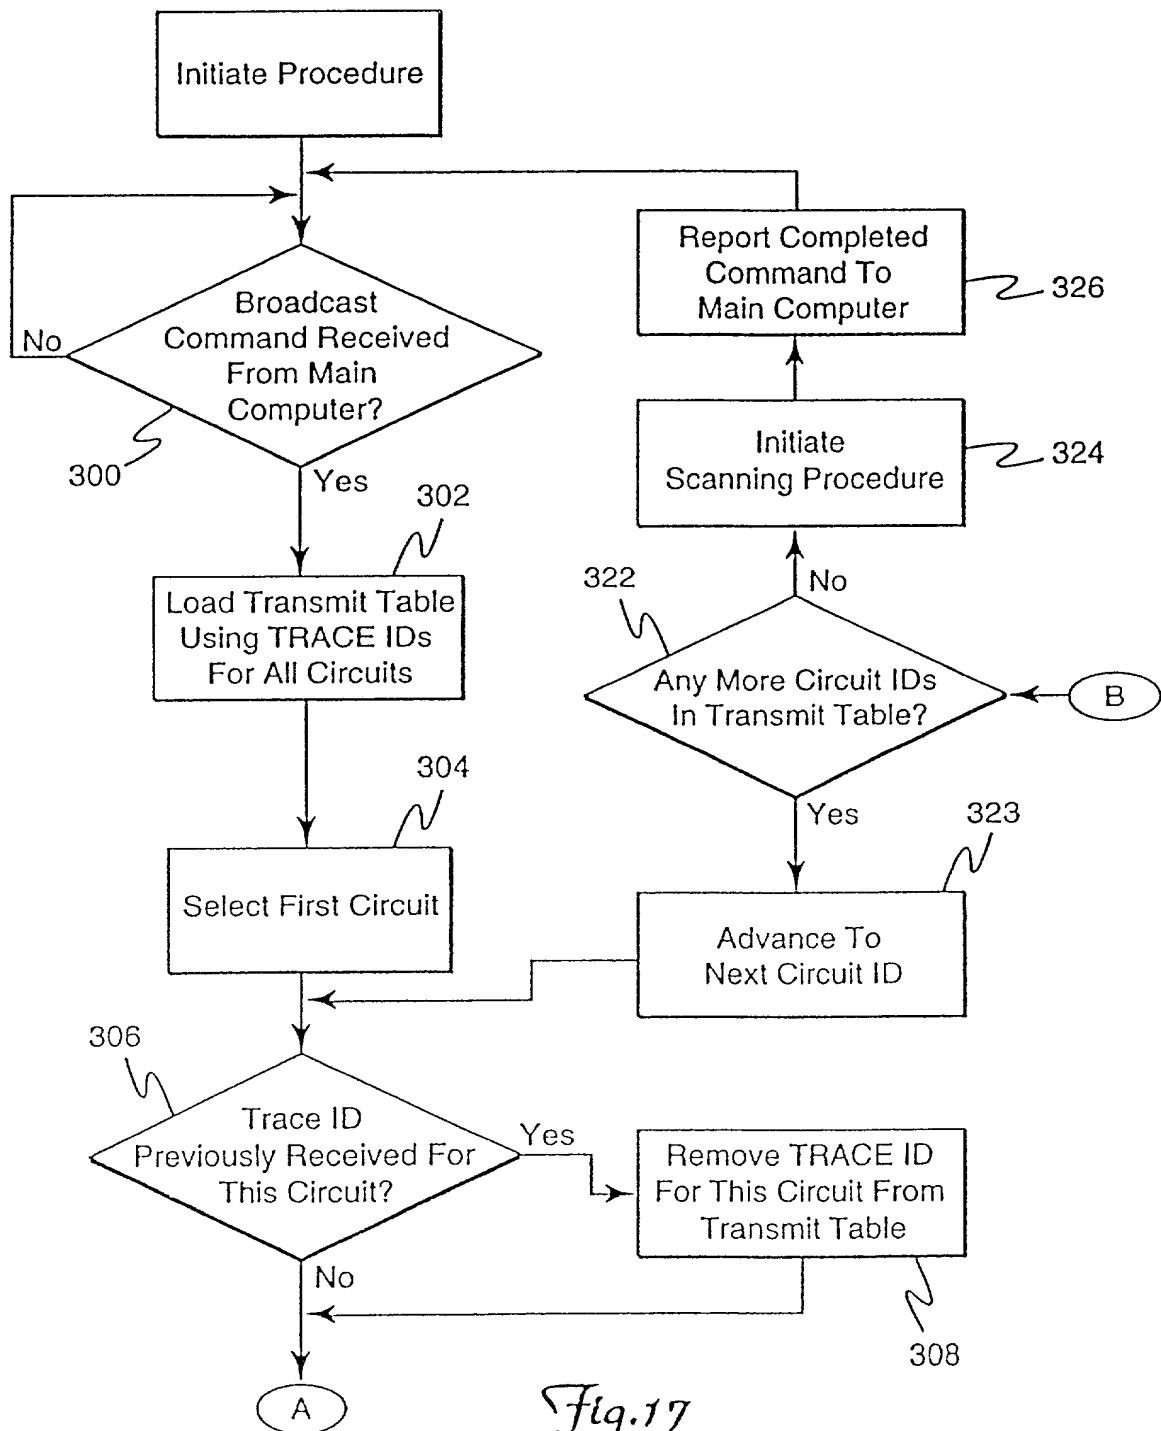 Initiate Procedure
Broadcast
Command Received
From Main
Computer?
No
300
Yes
302
Load Transmit Table
Using TRACE IDs
For All Circuits
304
Select First Circuit
306
Trace ID
Previously Received For
This Circuit?
Yes
No
A
Remove TRACE ID
For This Circuit From
Transmit Table
308
Report Completed
Command To
Main Computer
326
Initiate
Scanning Procedure
324
No
322
Any More Circuit IDs
In Transmit Table?
B
Yes
323
Advance To
Next Circuit ID
Fig.17